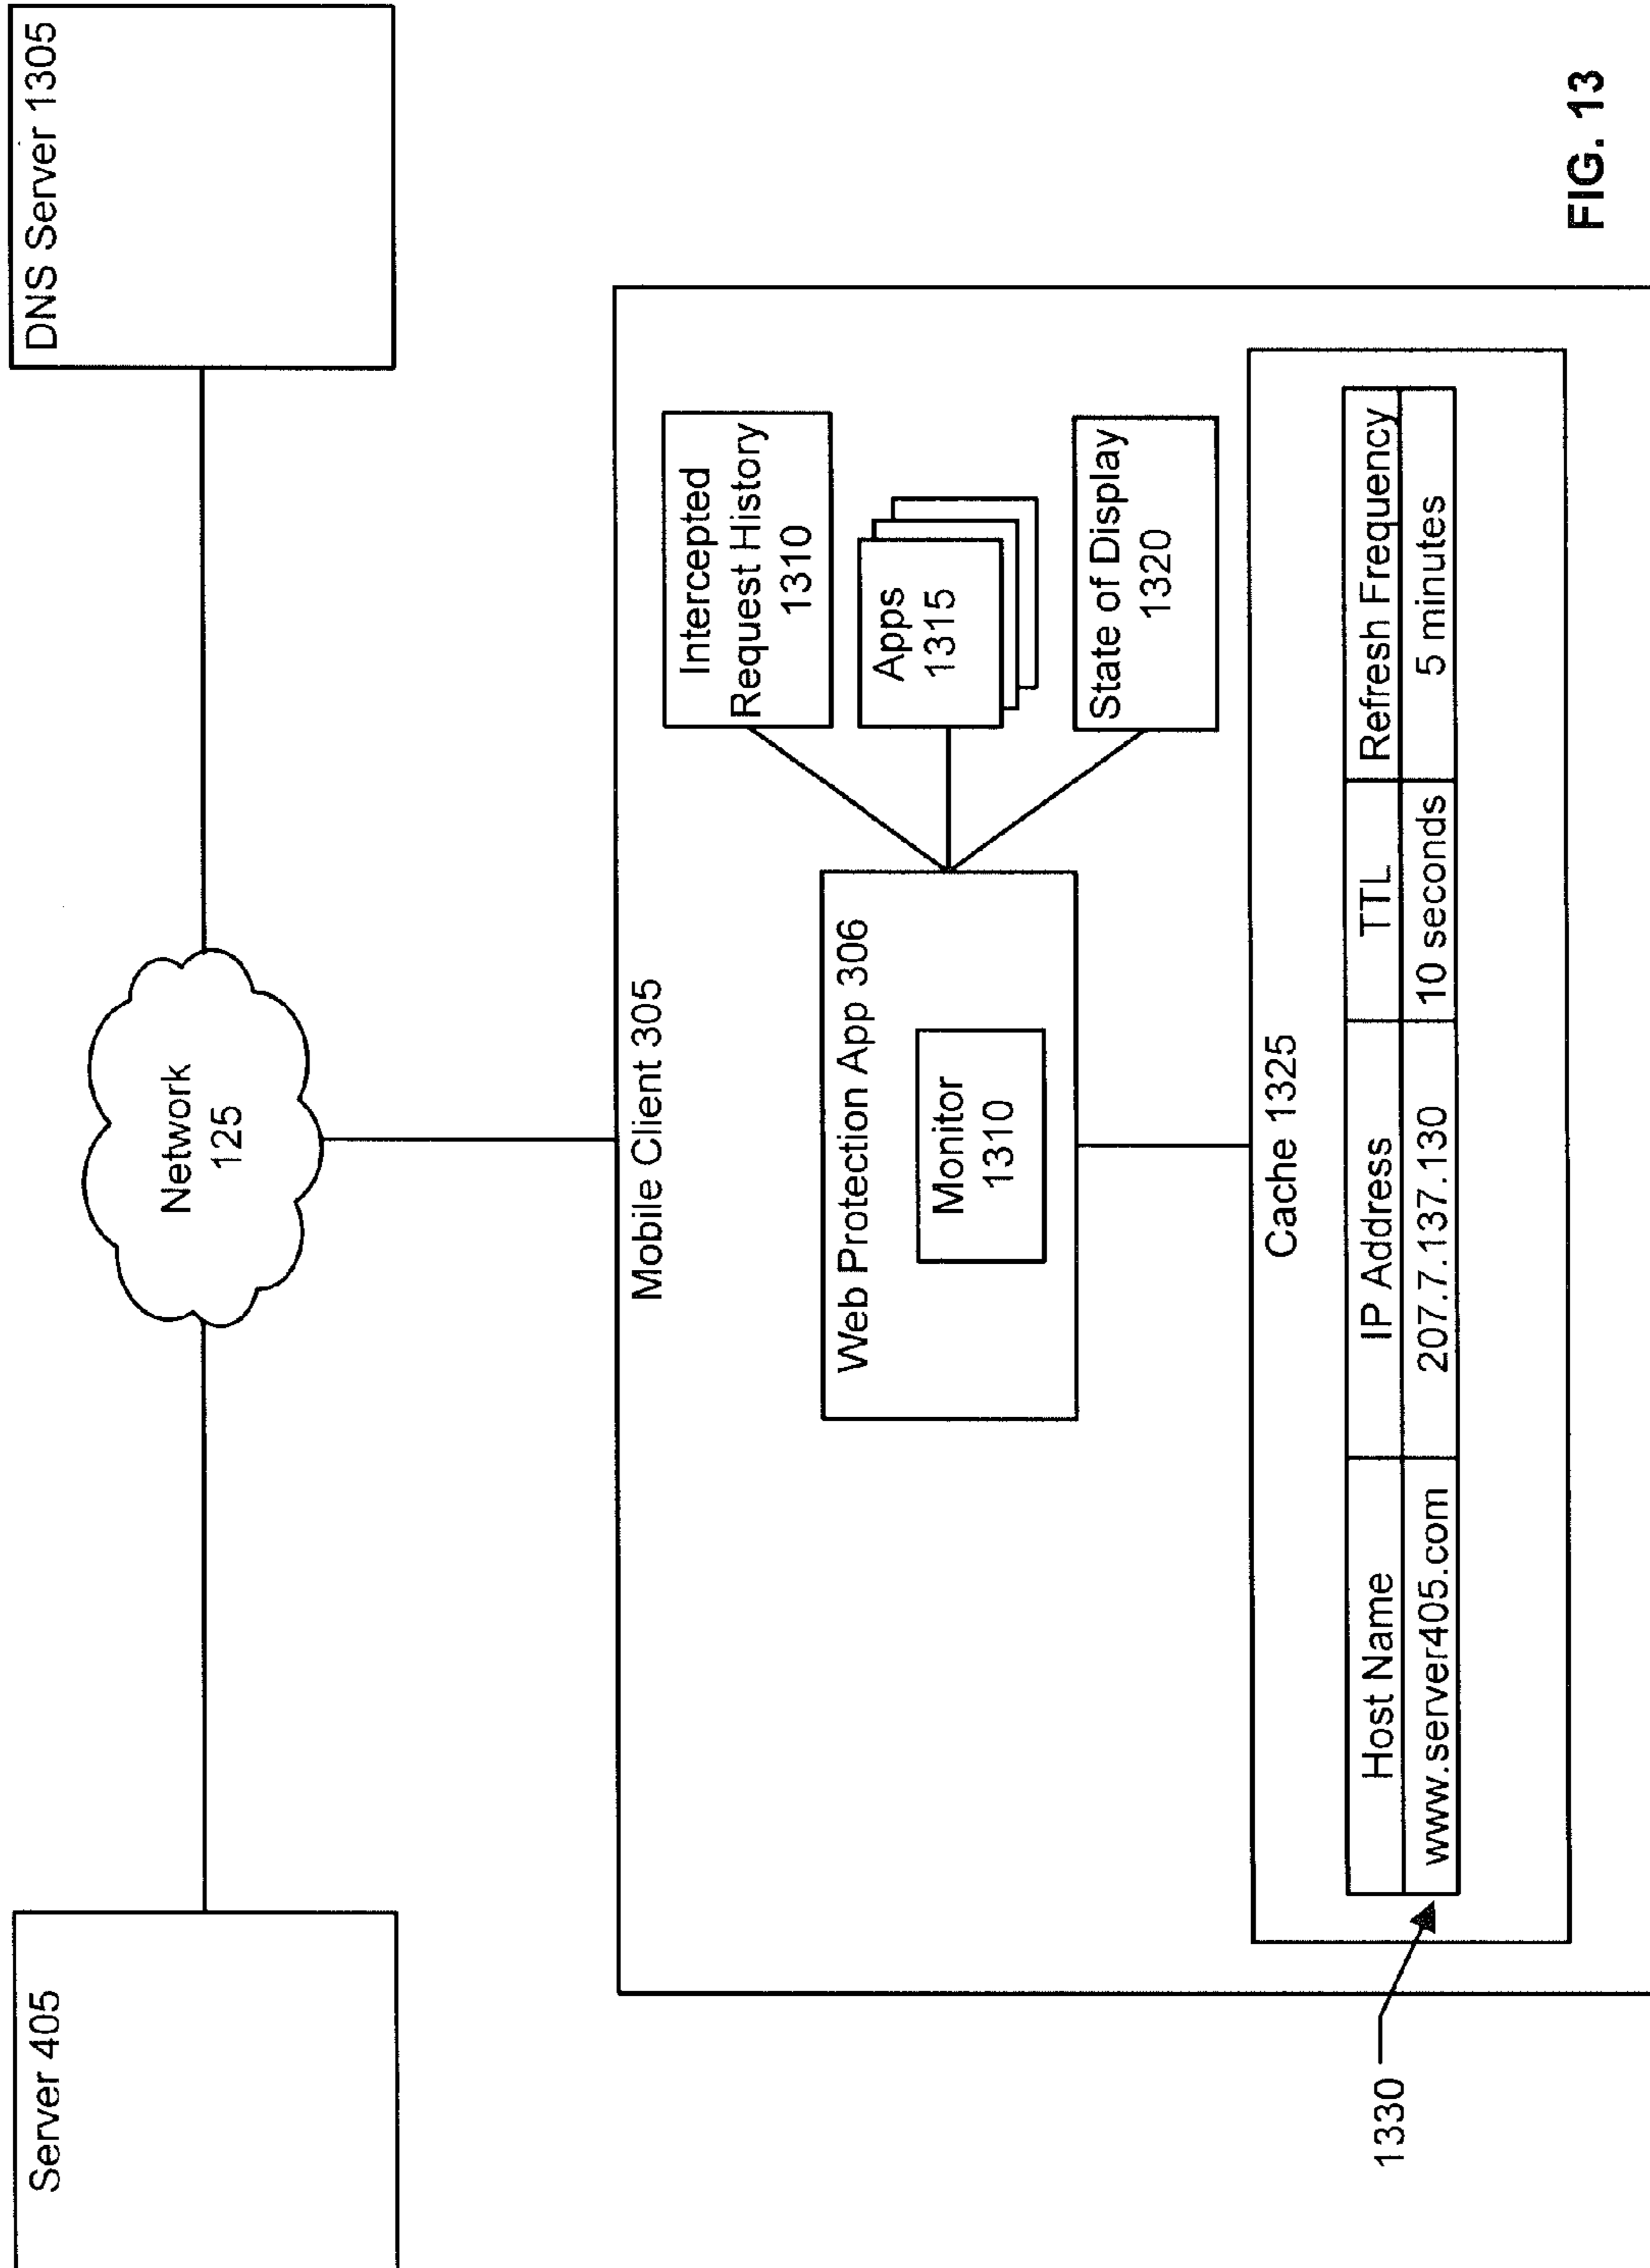 Server 405
Network
125
DNS Server 1305
Mobile Client 305
Web Protection App 306
Monitor
1310
Intercepted
Request History
1310
Apps
1315
State of Display
1320
Cache 1325
Host Name IP Address TTL Refresh Frequency
www.server405.com 207.7.137.130 10 seconds 5 minutes
1330
FIG. 13